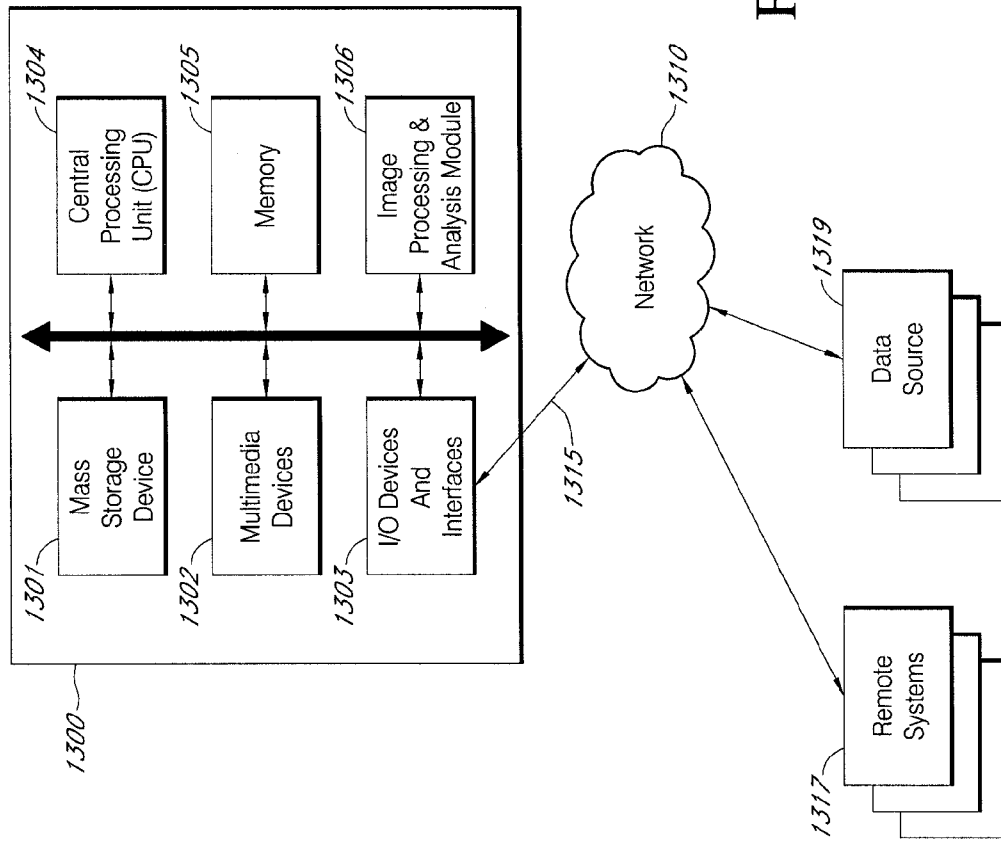 1300
1301
Mass
Storage
Device
1304
Central
Processing
Unit (CPU)
1302
Multimedia
Devices
1305
Memory
1303
I/O Devices
And
Interfaces
1306
Image
Processing &
Analysis Module
1315
Network
1310
1317
Remote
Systems
1319
Data
Source